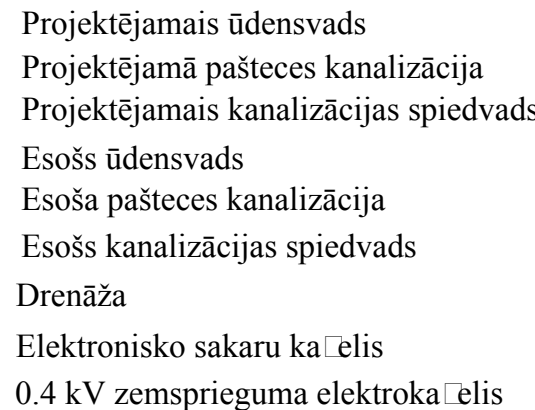 Projektējamais ūdensvads
Projektējamā pašteces kanalizācija
Projektējamais kanalizācijas spiedvads
Esošs ūdensvads
Esoša pašteces kanalizācija
Esošs kanalizācijas spiedvads
Drenāža
Elektronisko sakaru ka□elis
0.4 kV zemsprieguma elektroka□elis